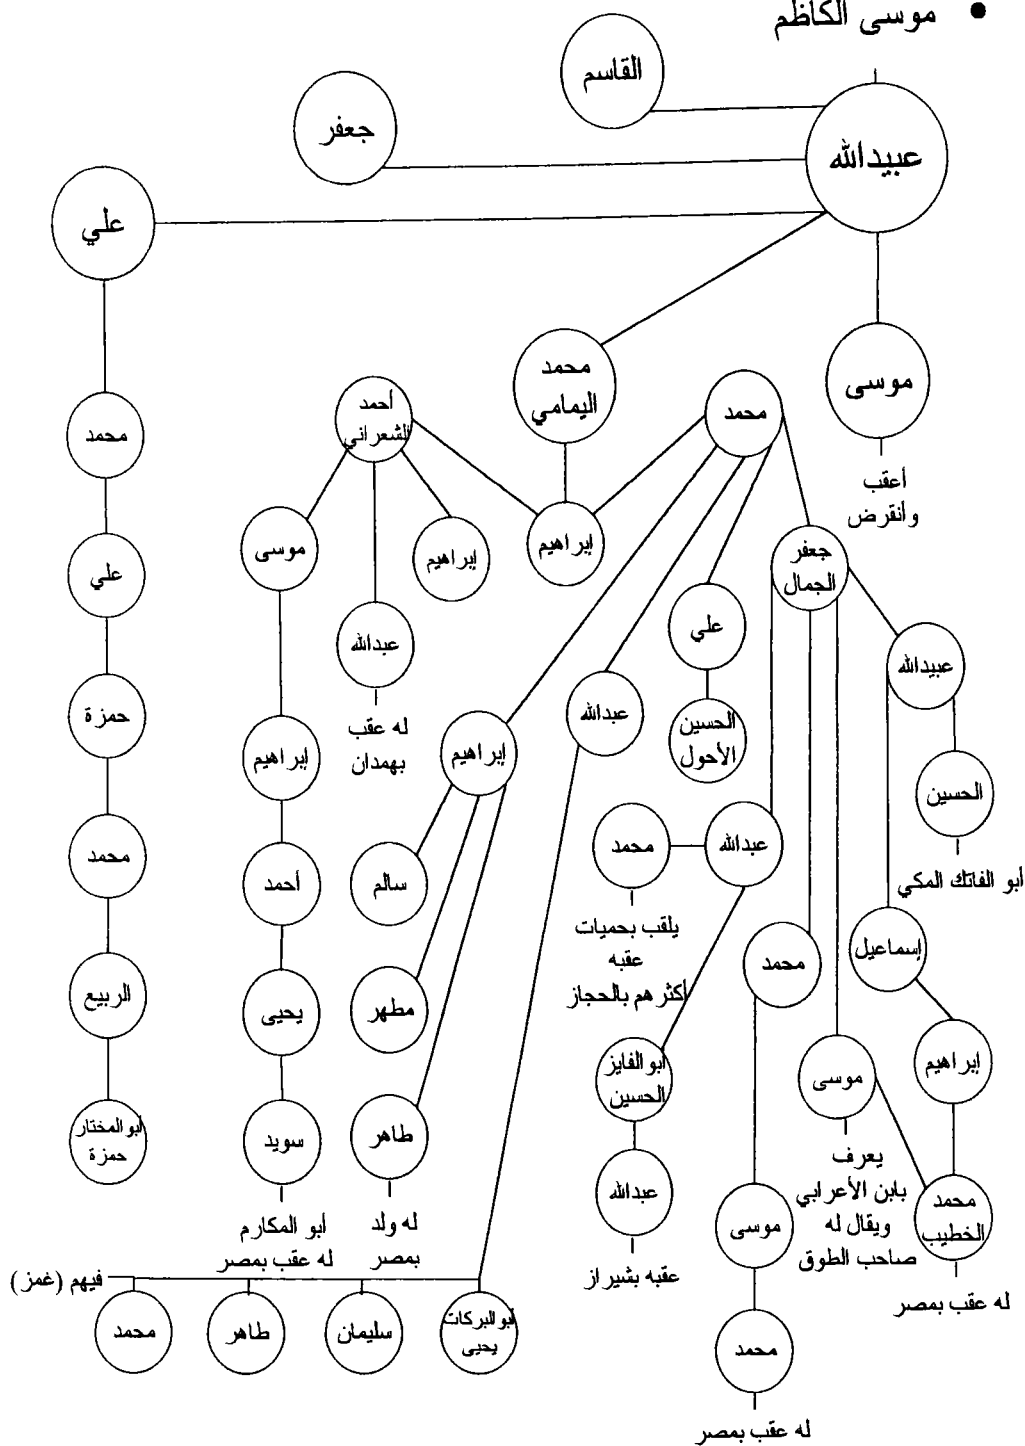 • موسى الكاظم
القاسم
جعفر
عبيدالله
علي
موسى
أعقب
وأنقرض
محمد
اليمامي
محمد
أحمد
الشعراني
محمد
إبراهيم
إبراهيم
موسى
جعفر
الجمال
علي
علي
عبدالله
عبيدالله
له عقب
بهمدان
عبدالله
الحسين
الأحول
حمزة
إبراهيم
إبراهيم
الحسين
أبو الفاتك المكي
عبدالله
محمد
يلقب بحميات
عقبه
أكثرهم بالحجاز
محمد
أحمد
سالم
إسماعيل
محمد
الربيع
يحيى
مطهر
إبراهيم
موسى
يعرف
بابن الأعرابي
ويقال له
صاحب الطوق
أبو الفايز
الحسين
أبو المختار
حمزة
سويد
أبو المكارم
له عقب بمصر
طاهر
له ولد
بمصر
عبدالله
عقبه بشيراز
موسى
محمد
الخطيب
له عقب بمصر
فيهم (غمز)
محمد
طاهر
سليمان
أبو البركات
يحيى
محمد
له عقب بمصر